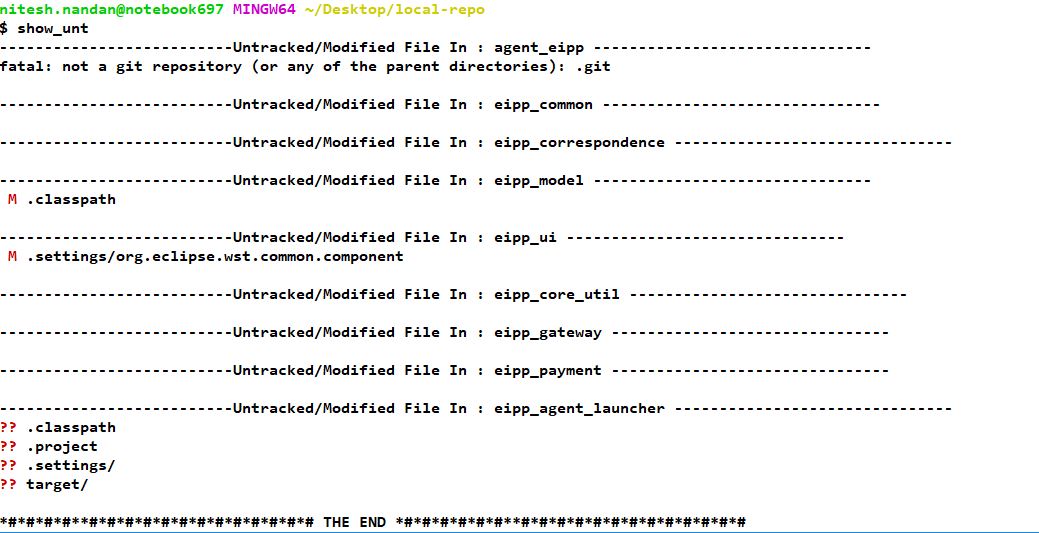 nitesh.nandan@notebook697 MINGW64 ~/Desktop/local-repo
$ show_unt
--------------------------Untracked/Modified File In : agent_eipp -------------------------------
fatal: not a git repository (or any of the parent directories): .git
--------------------------Untracked/Modified File In : eipp_common -------------------------------
--------------------------Untracked/Modified File In : eipp_correspondence -------------------------------
--------------------------Untracked/Modified File In : eipp_model -------------------------------
 M .classpath
--------------------------Untracked/Modified File In : eipp_ui -------------------------------
 M .settings/org.eclipse.wst.common.component
--------------------------Untracked/Modified File In : eipp_core_util -------------------------------
--------------------------Untracked/Modified File In : eipp_gateway -------------------------------
--------------------------Untracked/Modified File In : eipp_payment -------------------------------
--------------------------Untracked/Modified File In : eipp_agent_launcher -------------------------------
?? .classpath
?? .project
?? .settings/
?? target/
*#*#*#*#*#**#*#*#*#*#*#*#*#*#*#*#*# THE END *#*#*#*#*#*#**#*#*#*#*#*#*#*#*#*#*#*#*#